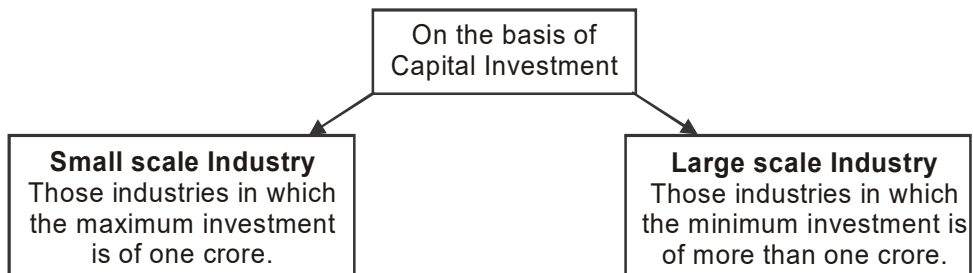 On the basis of
Capital Investment
Small scale Industry
Those industries in which
the maximum investment
is of one crore.
Large scale Industry
Those industries in which
the minimum investment is
of more than one crore.